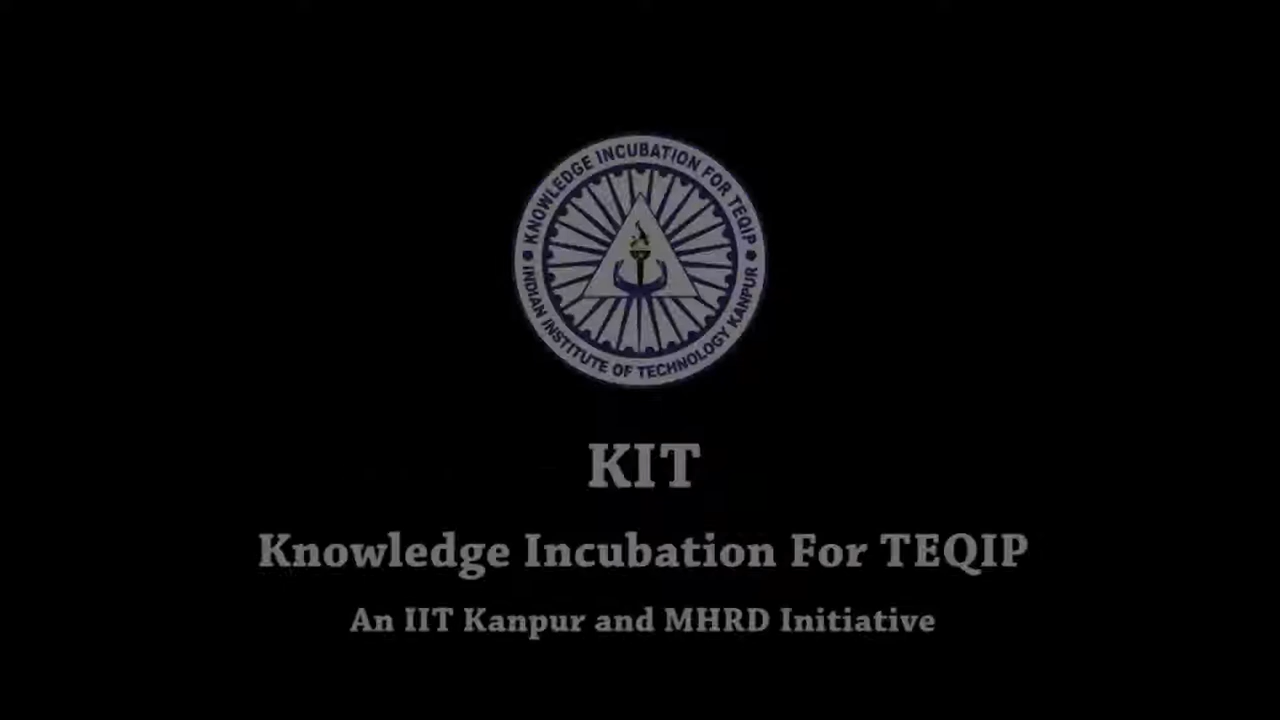 KNOWLEDGE INCUBATION FOR TEQIP
INDIAN INSTITUTE OF TECHNOLOGY KANPUR
KIT
Knowledge Incubation For TEQIP
An IIT Kanpur and MHRD Initiative